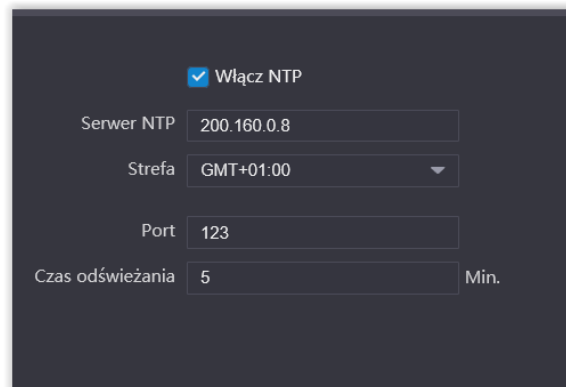 Włącz NTP
Serwer NTP 200.160.0.8
Strefa GMT+01:00
Port 123
Czas odświeżania 5 Min.